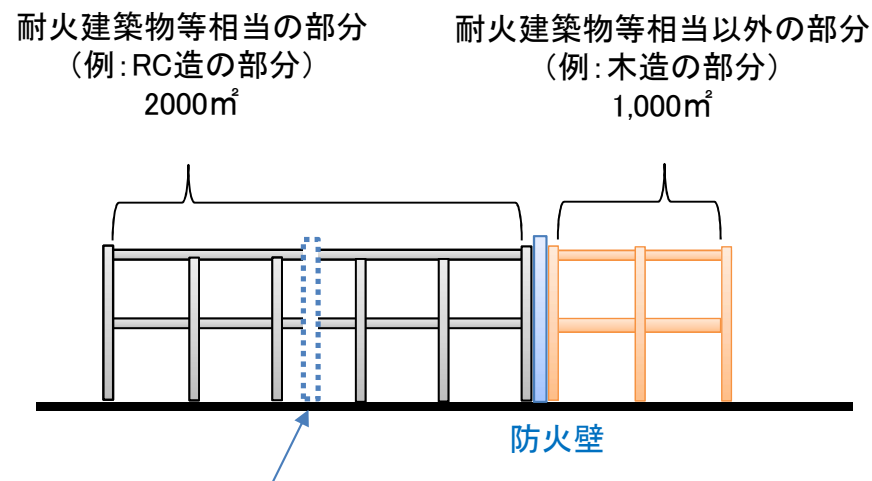 耐火建築物等相当の部分
（例：RC造の部分）
2000㎡
耐火建築物等相当以外の部分
（例：木造の部分）
1,000㎡
防火壁